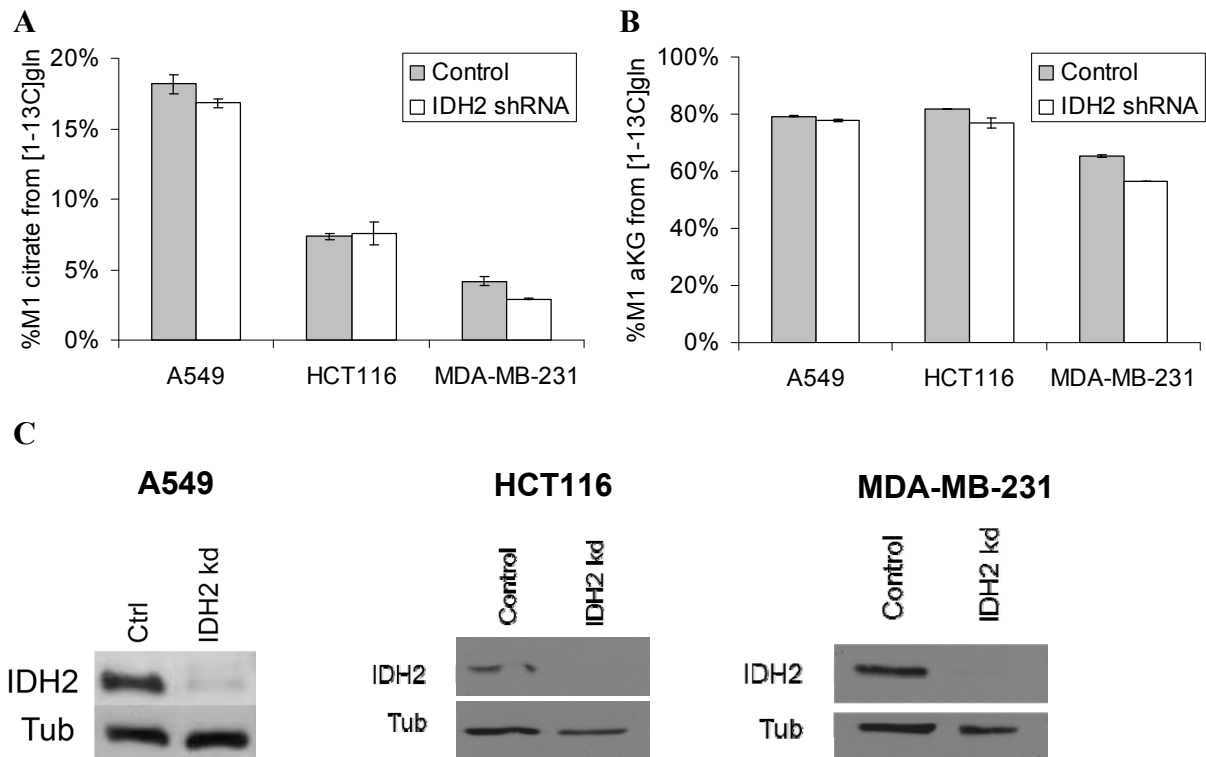 A
%M1 citrate from [1-13C]gln
20%
15%
10%
5%
0%
Control
IDH2 shRNA
A549
HCT116
MDA-MB-231
B
%M1 aKG from [1-13C]gln
100%
80%
60%
40%
20%
0%
Control
IDH2 shRNA
A549
HCT116
MDA-MB-231
C
A549
Ctrl
IDH2 kd
IDH2
Tub
HCT116
Control
IDH2 kd
IDH2
Tub
MDA-MB-231
Control
IDH2 kd
IDH2
Tub